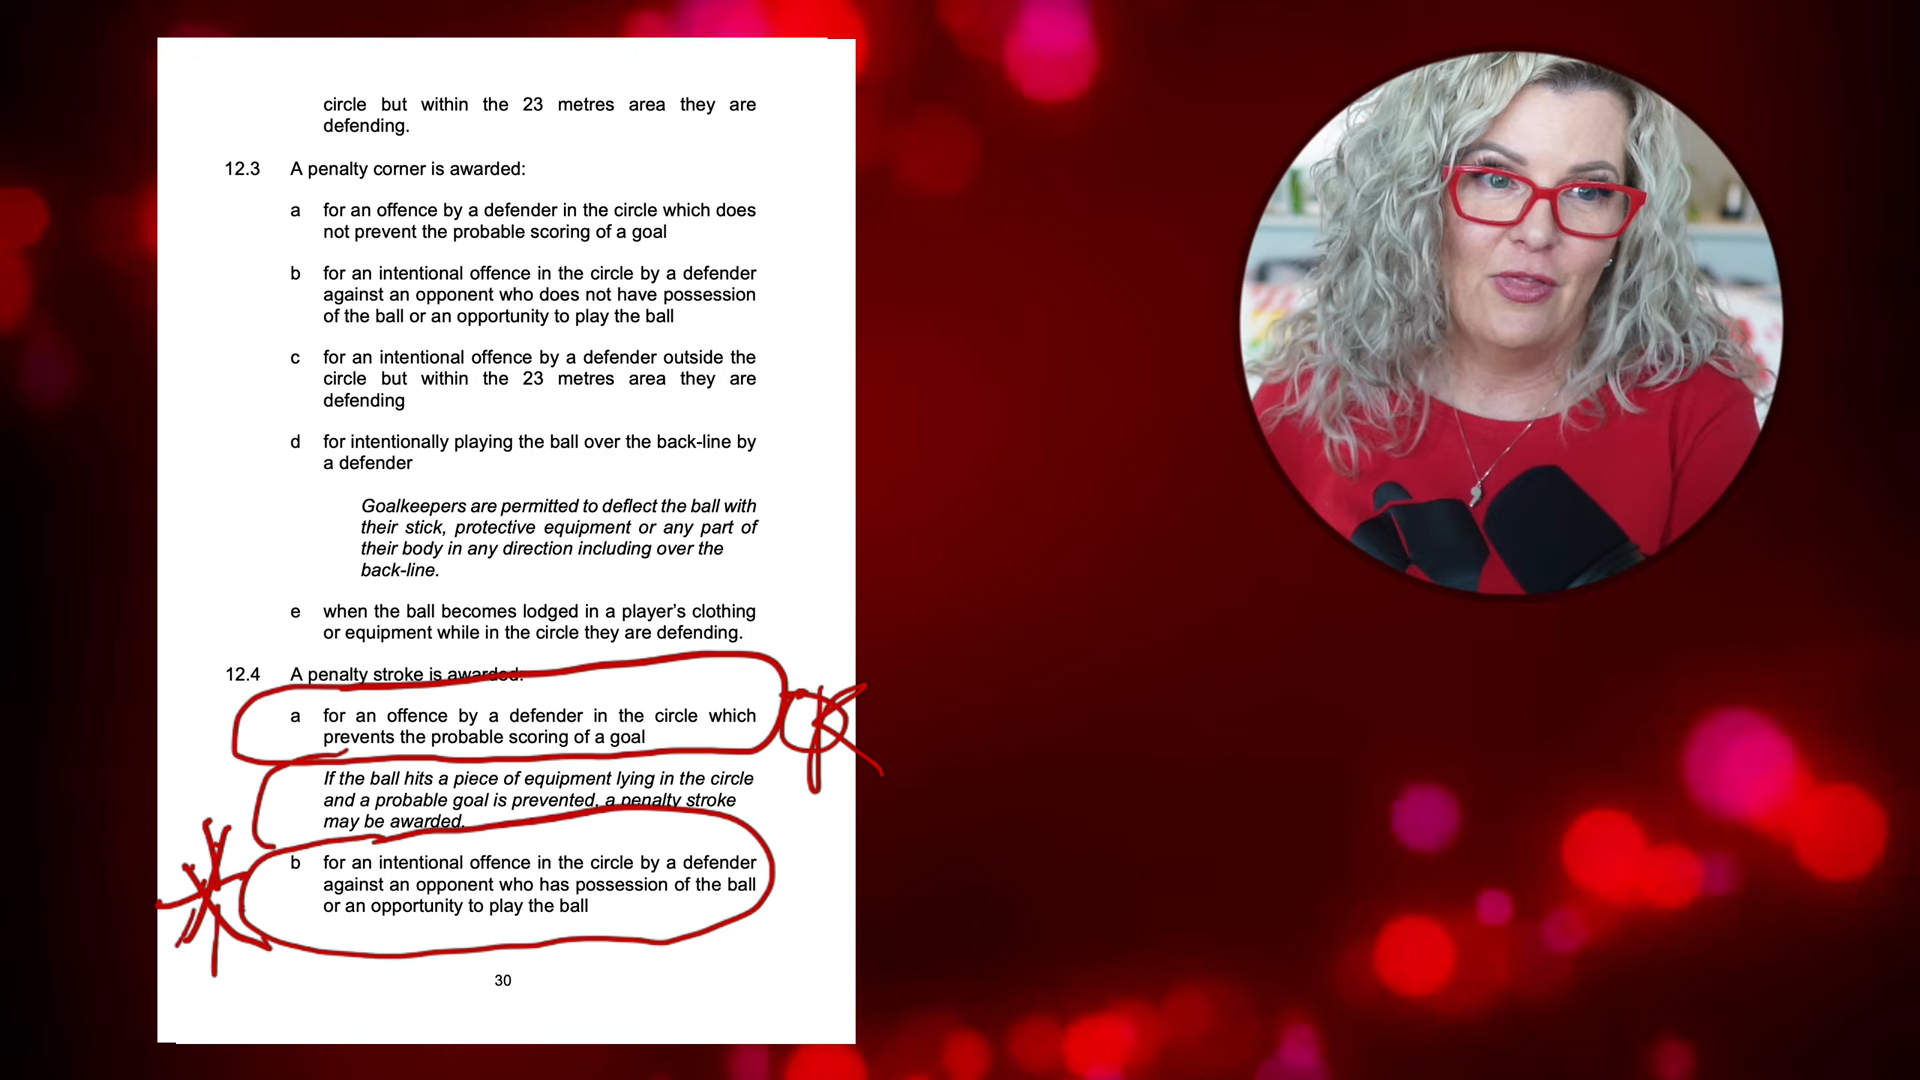 circle but within the 23 metres area they are
defending.
12.3 A penalty corner is awarded:
a for an offence by a defender in the circle which does
not prevent the probable scoring of a goal
b for an intentional offence in the circle by a defender
against an opponent who does not have possession
of the ball or an opportunity to play the ball
c for an intentional offence by a defender outside the
circle but within the 23 metres area they are
defending
d for intentionally playing the ball over the back-line by
a defender
Goalkeepers are permitted to deflect the ball with
their stick, protective equipment or any part of
their body in any direction including over the
back-line.
e when the ball becomes lodged in a player’s clothing
or equipment while in the circle they are defending.
12.4 A penalty stroke is awarded:
a for an offence by a defender in the circle which
prevents the probable scoring of a goal
If the ball hits a piece of equipment lying in the circle
and a probable goal is prevented, a penalty stroke
may be awarded.
b for an intentional offence in the circle by a defender
against an opponent who has possession of the ball
or an opportunity to play the ball
30